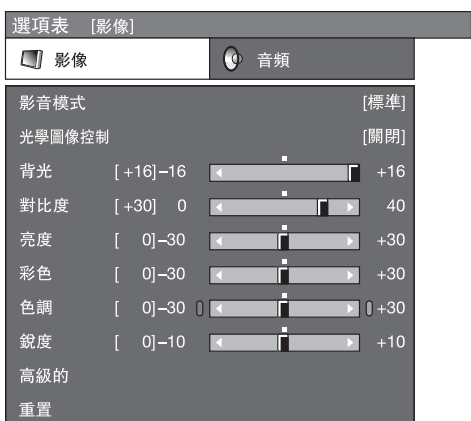 選項表 [影像]
影像 音頻
影音模式 [標準]
光學圖像控制 [關閉]
背光 [+16] –16 +16
對比度 [+30] 0 40
亮度 [ 0] –30 +30
彩色 [ 0] –30 +30
色調 [ 0] –30 +30
銳度 [ 0] –10 +10
高級的
重置